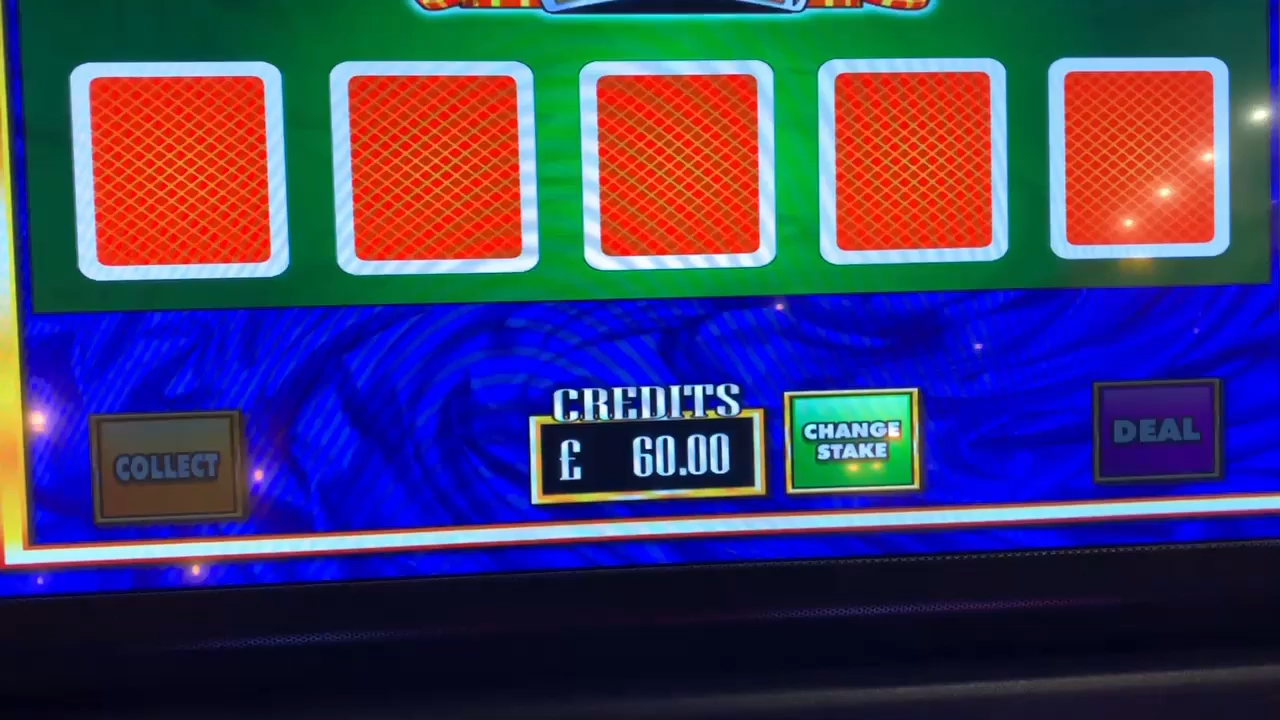 CREDITS
£ 60.00
CHANGE
STAKE
COLLECT
DEAL